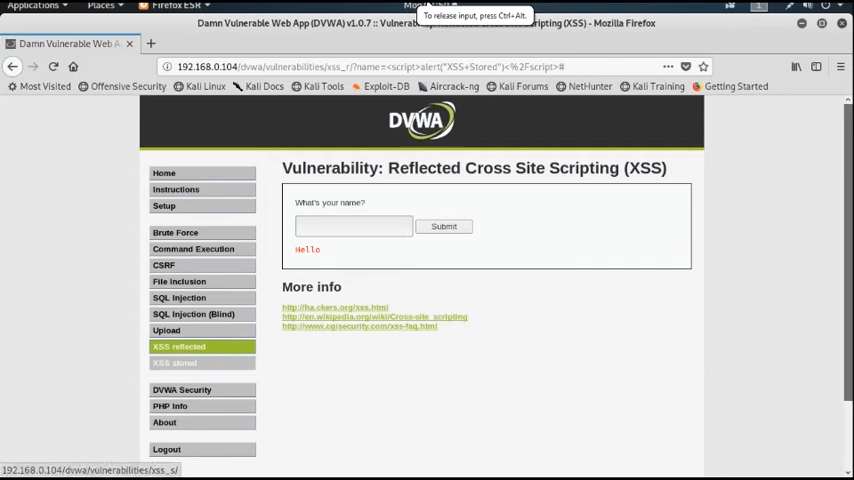 Applications Places Firefox ESR Mo 1
To release input, press Ctrl+Alt.
Damn Vulnerable Web App (DVWA) v1.0.7 :: Vulnerability: Reflected Cross Site Scripting (XSS) - Mozilla Firefox
Damn Vulnerable Web A
192.168.0.104/dvwa/vulnerabilities/xss_r/?name=<script>alert("XSS+Stored")<%2Fscript>#
Most Visited Offensive Security Kali Linux Kali Docs Kali Tools Exploit-DB Aircrack-ng Kali Forums NetHunter Kali Training Getting Started
DVWA
Vulnerability: Reflected Cross Site Scripting (XSS)
What's your name?
Submit
Hello
More info
http://ha.ckers.org/xss.html
http://en.wikipedia.org/wiki/Cross-site_scripting
http://www.cgisecurity.com/xss-faq.html
Home
Instructions
Setup
Brute Force
Command Execution
CSRF
File Inclusion
SQL Injection
SQL Injection (Blind)
Upload
XSS reflected
XSS stored
DVWA Security
PHP Info
About
Logout
192.168.0.104/dvwa/vulnerabilities/xss_s/